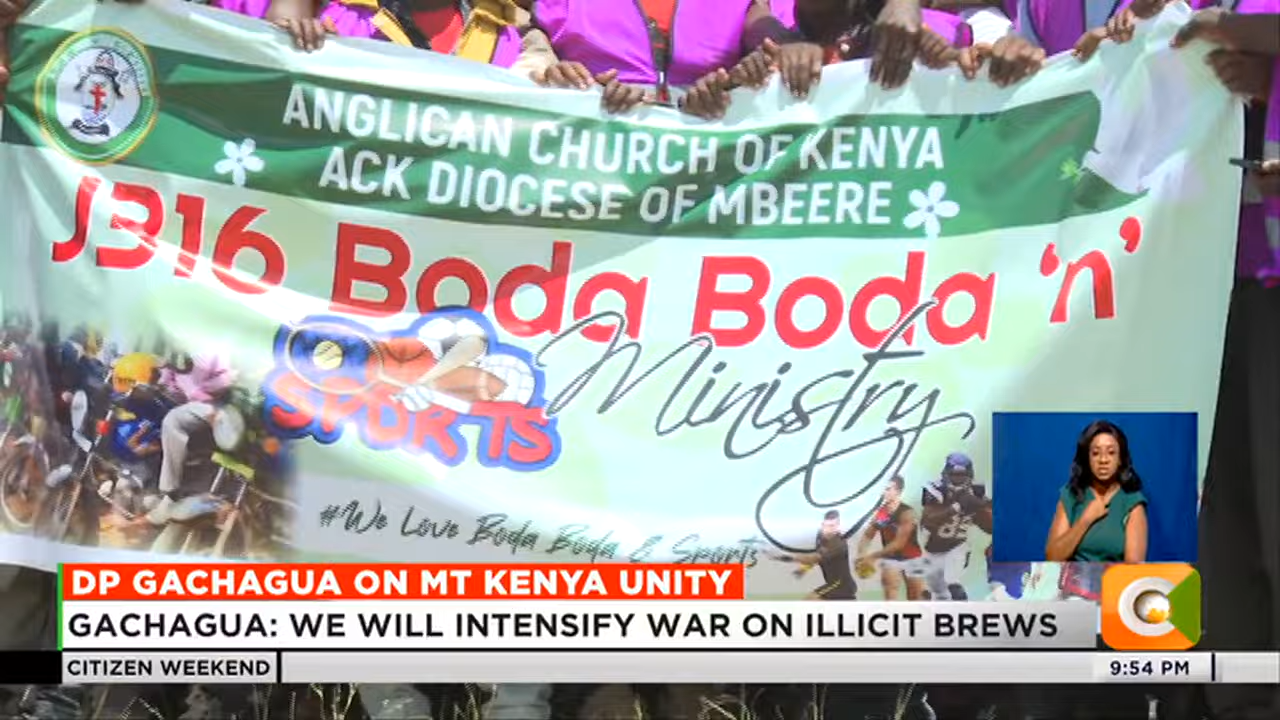 ANGLICAN CHURCH OF KENYA
ACK DIOCESE OF MBEERE
J316 Boda Boda 'n'
SPORTS
Ministry
#We Love Boda Boda & Sports
DP GACHAGUA ON MT KENYA UNITY
GACHAGUA: WE WILL INTENSIFY WAR ON ILLICIT BREWS
CITIZEN WEEKEND
9:54 PM